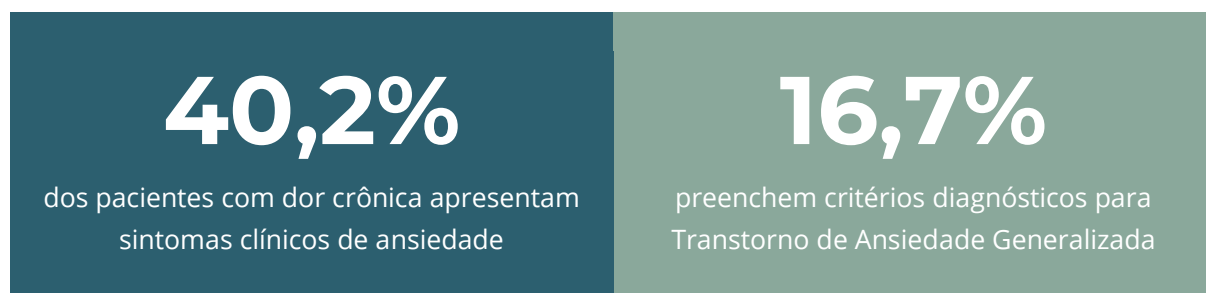 40,2%
dos pacientes com dor crônica apresentam
sintomas clínicos de ansiedade
16,7%
preenchem critérios diagnósticos para
Transtorno de Ansiedade Generalizada